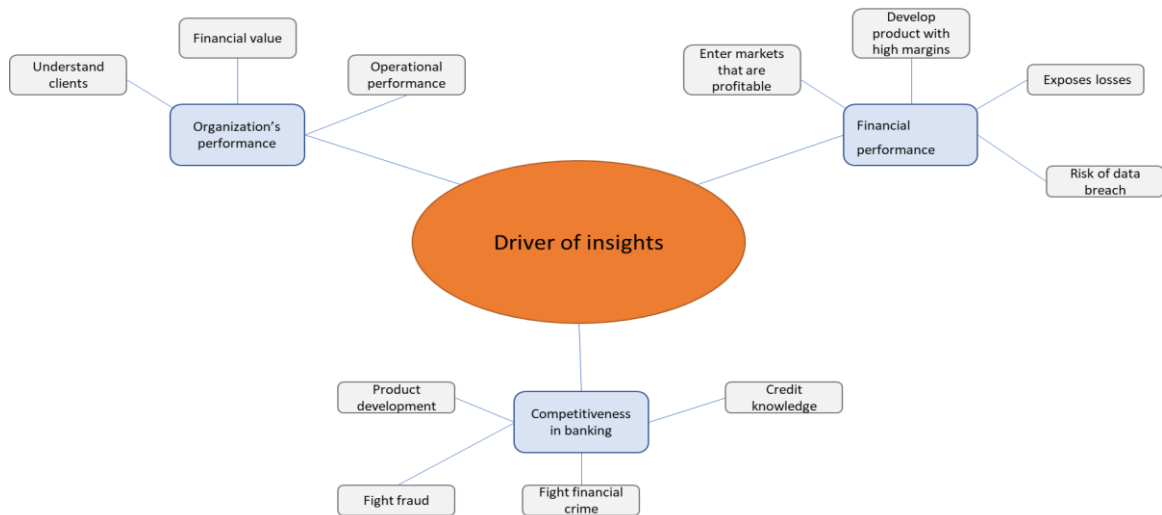 Financial value
Understand
clients
Operational
performance
Organization's
performance
Develop
product with
high margins
Enter markets
that are
profitable
Exposes losses
Financial
performance
Risk of data
breach
Driver of insights
Product
development
Credit
knowledge
Competitiveness
in banking
Fight fraud
Fight financial
crime